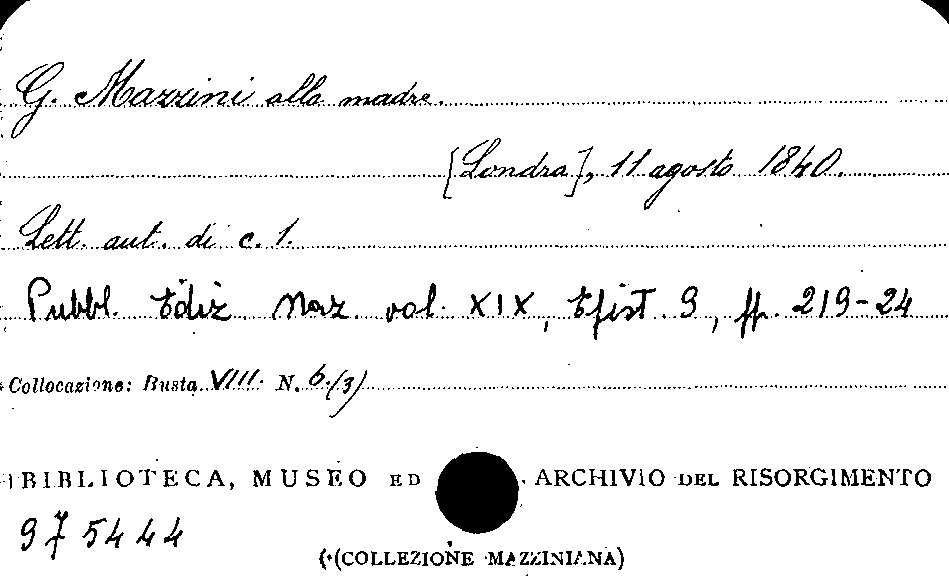 G. Mazzini alla madre.
[Londra], 11 agosto 1840.
Lett. aut. di c. 1.
Pubbl. Ediz. Naz. vol. XIX, Epist. 9, pp. 219-24
Collocazione: Busta VIII. N. 6.(3)
BIBLIOTECA, MUSEO ED ARCHIVIO DEL RISORGIMENTO
975444
(COLLEZIONE MAZZINIANA)